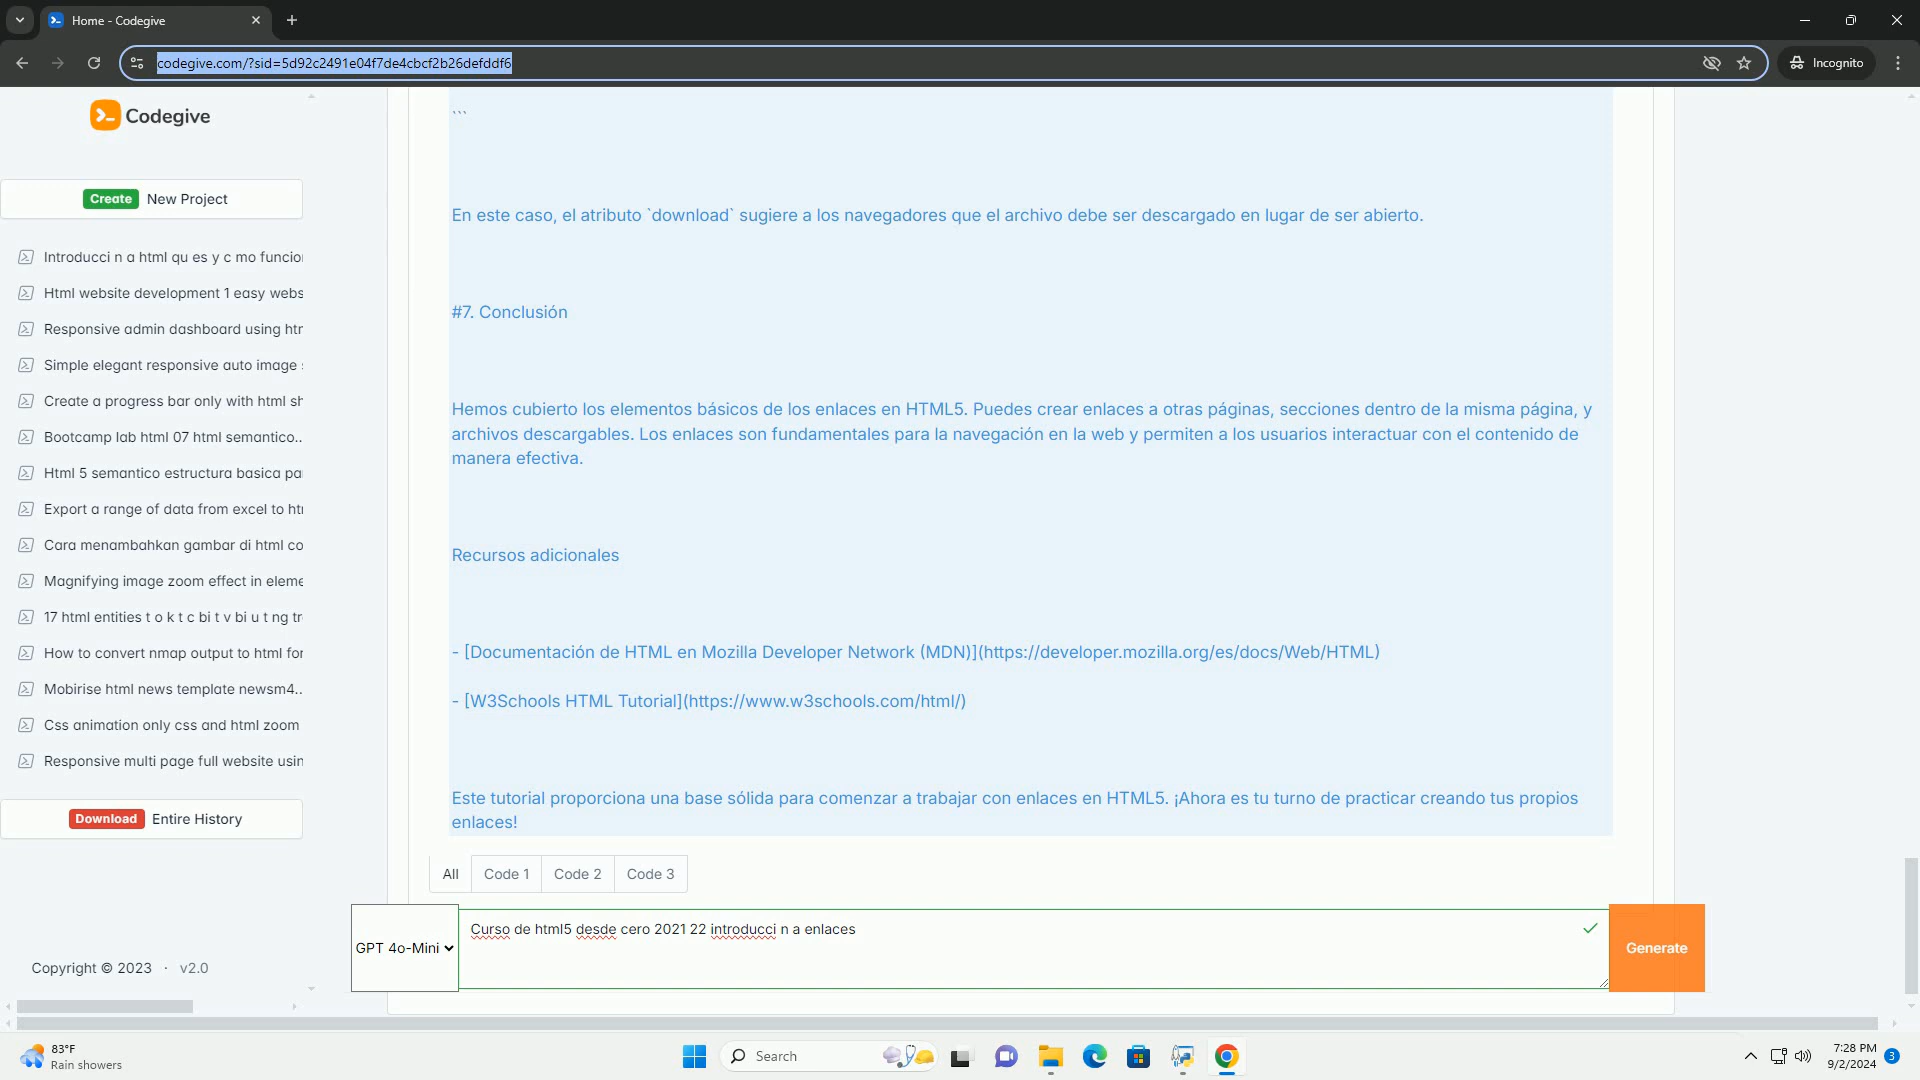 Home - Codegive
codegive.com/?sid=5d92c2491e04f7de4cbcf2b26defddf6
Incognito
Codegive
Create New Project
Introducci n a html qu es y c mo funcio
Html website development 1 easy webs
Responsive admin dashboard using htr
Simple elegant responsive auto image
Create a progress bar only with html sh
Bootcamp lab html 07 html semantico..
Html 5 semantico estructura basica pa
Export a range of data from excel to ht
Cara menambahkan gambar di html co
Magnifying image zoom effect in eleme
17 html entities t o k t c bi t v bi u t ng tr
How to convert nmap output to html for
Mobirise html news template newsm4..
Css animation only css and html zoom
Responsive multi page full website usin
Download Entire History
Copyright © 2023 · v2.0
```
En este caso, el atributo `download` sugiere a los navegadores que el archivo debe ser descargado en lugar de ser abierto.
#7. Conclusión
Hemos cubierto los elementos básicos de los enlaces en HTML5. Puedes crear enlaces a otras páginas, secciones dentro de la misma página, y
archivos descargables. Los enlaces son fundamentales para la navegación en la web y permiten a los usuarios interactuar con el contenido de
manera efectiva.
Recursos adicionales
- [Documentación de HTML en Mozilla Developer Network (MDN)](https://developer.mozilla.org/es/docs/Web/HTML)
- [W3Schools HTML Tutorial](https://www.w3schools.com/html/)
Este tutorial proporciona una base sólida para comenzar a trabajar con enlaces en HTML5. ¡Ahora es tu turno de practicar creando tus propios
enlaces!
All Code 1 Code 2 Code 3
GPT 4o-Mini
Curso de html5 desde cero 2021 22 introducci n a enlaces
Generate
83°F
Rain showers
Search
7:28 PM
9/2/2024
3